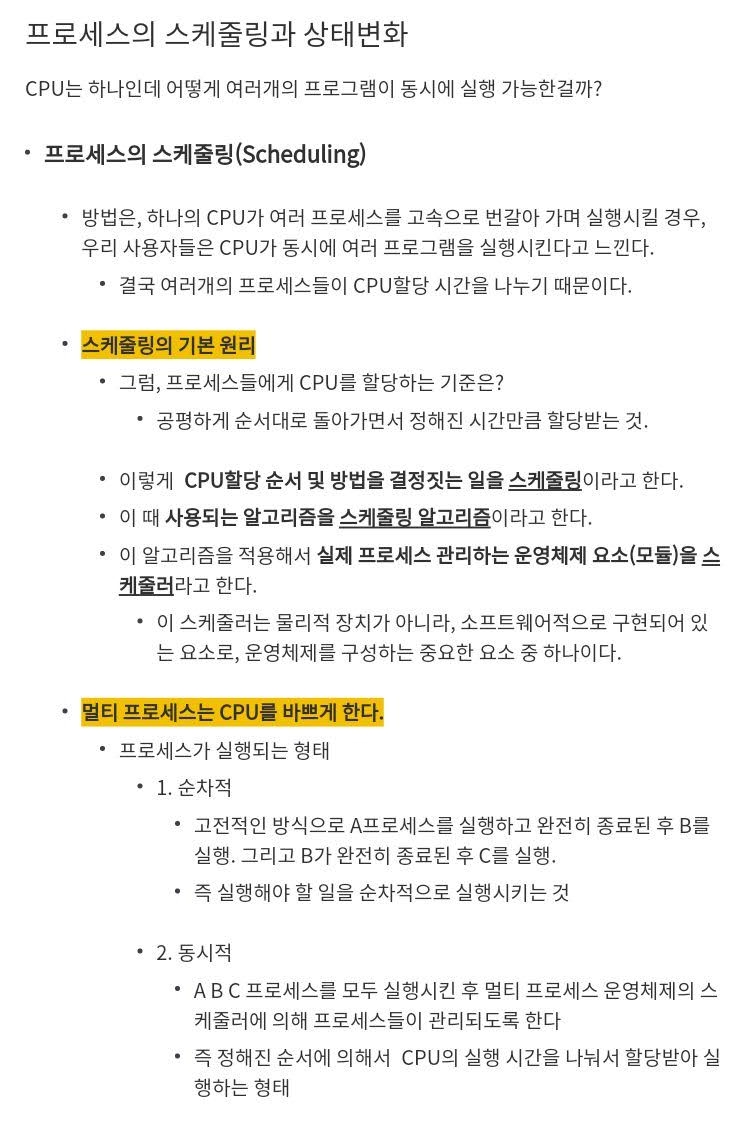 프로세스의 스케줄링과 상태변화
CPU는 하나인데 어떻게 여러개의 프로그램이 동시에 실행 가능한걸까?
• 프로세스의 스케줄링(Scheduling)
• 방법은, 하나의 CPU가 여러 프로세스를 고속으로 번갈아 가며 실행시킬 경우,
우리 사용자들은 CPU가 동시에 여러 프로그램을 실행시킨다고 느낀다.
• 결국 여러개의 프로세스들이 CPU할당 시간을 나누기 때문이다.
• 스케줄링의 기본 원리
• 그럼, 프로세스들에게 CPU를 할당하는 기준은?
• 공평하게 순서대로 돌아가면서 정해진 시간만큼 할당받는 것.
• 이렇게 CPU할당 순서 및 방법을 결정짓는 일을 스케줄링이라고 한다.
• 이 때 사용되는 알고리즘을 스케줄링 알고리즘이라고 한다.
• 이 알고리즘을 적용해서 실제 프로세스 관리하는 운영체제 요소(모듈)을 스
케줄러라고 한다.
• 이 스케줄러는 물리적 장치가 아니라, 소프트웨어적으로 구현되어 있
는 요소로, 운영체제를 구성하는 중요한 요소 중 하나이다.
• 멀티 프로세스는 CPU를 바쁘게 한다.
• 프로세스가 실행되는 형태
• 1. 순차적
• 고전적인 방식으로 A프로세스를 실행하고 완전히 종료된 후 B를
실행. 그리고 B가 완전히 종료된 후 C를 실행.
• 즉 실행해야 할 일을 순차적으로 실행시키는 것
• 2. 동시적
• A B C 프로세스를 모두 실행시킨 후 멀티 프로세스 운영체제의 스
케줄러에 의해 프로세스들이 관리되도록 한다
• 즉 정해진 순서에 의해서 CPU의 실행 시간을 나눠서 할당받아 실
행하는 형태